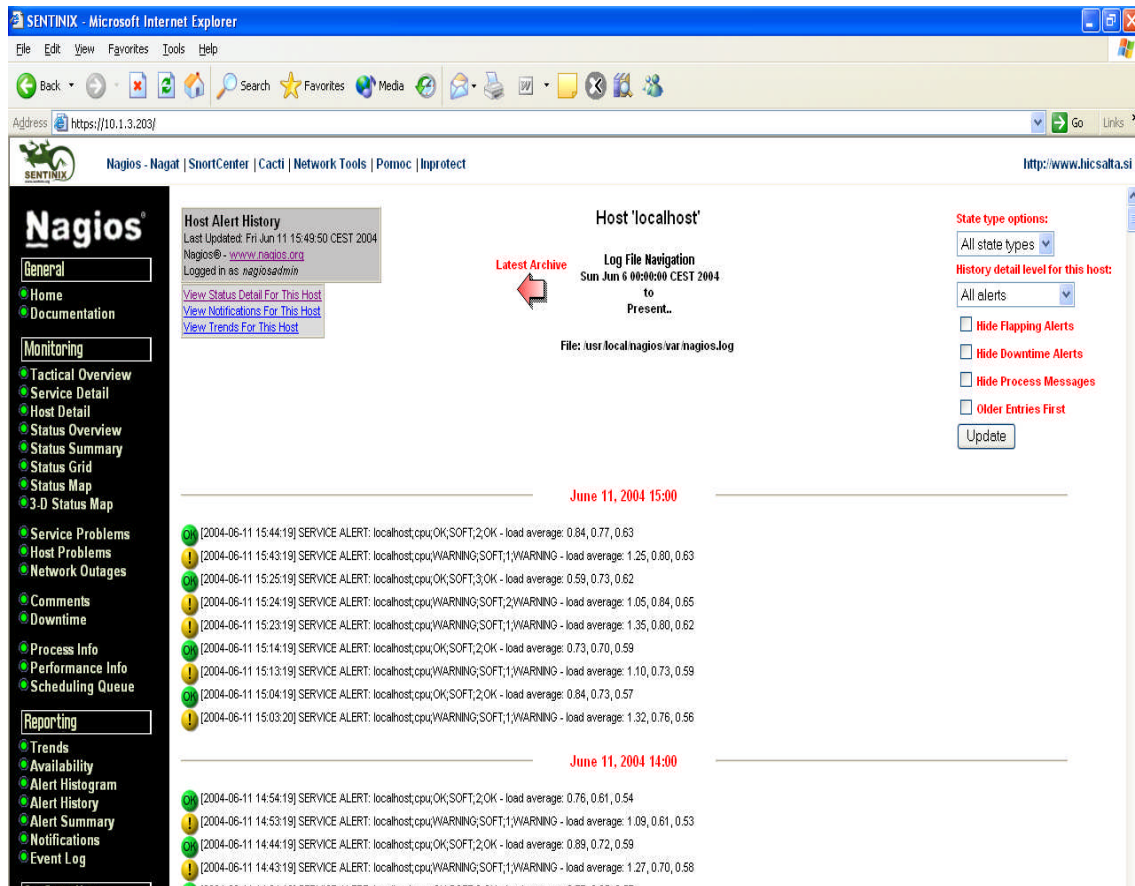 SENTINIX - Microsoft Internet Explorer
File Edit View Favorites Tools Help
Back Search Favorites Media
Address https://10.1.3.203/ Go Links
SENTINIX
Nagios - Nagat | SnortCenter | Cacti | Network Tools | Pomoc | Inprotect
http://www.hicsalta.si
Nagios®
General
Home
Documentation
Monitoring
Tactical Overview
Service Detail
Host Detail
Status Overview
Status Summary
Status Grid
Status Map
3-D Status Map
Service Problems
Host Problems
Network Outages
Comments
Downtime
Process Info
Performance Info
Scheduling Queue
Reporting
Trends
Availability
Alert Histogram
Alert History
Alert Summary
Notifications
Event Log
Host Alert History
Last Updated: Fri Jun 11 15:49:50 CEST 2004
Nagios® - www.nagios.org
Logged in as nagiosadmin
View Status Detail For This Host
View Notifications For This Host
View Trends For This Host
Host 'localhost'
Latest Archive
Log File Navigation
Sun Jun 6 00:00:00 CEST 2004
to
Present..
File: /usr/local/nagios/var/nagios.log
State type options:
All state types
History detail level for this host:
All alerts
Hide Flapping Alerts
Hide Downtime Alerts
Hide Process Messages
Older Entries First
Update
June 11, 2004 15:00
OK [2004-06-11 15:44:19] SERVICE ALERT: localhost;cpu;OK;SOFT;2;OK - load average: 0.84, 0.77, 0.63
! [2004-06-11 15:43:19] SERVICE ALERT: localhost;cpu;WARNING;SOFT;1;WARNING - load average: 1.25, 0.80, 0.63
OK [2004-06-11 15:25:19] SERVICE ALERT: localhost;cpu;OK;SOFT;3;OK - load average: 0.59, 0.73, 0.62
! [2004-06-11 15:24:19] SERVICE ALERT: localhost;cpu;WARNING;SOFT;2;WARNING - load average: 1.05, 0.84, 0.65
! [2004-06-11 15:23:19] SERVICE ALERT: localhost;cpu;WARNING;SOFT;1;WARNING - load average: 1.35, 0.80, 0.62
OK [2004-06-11 15:14:19] SERVICE ALERT: localhost;cpu;OK;SOFT;2;OK - load average: 0.73, 0.70, 0.59
! [2004-06-11 15:13:19] SERVICE ALERT: localhost;cpu;WARNING;SOFT;1;WARNING - load average: 1.10, 0.73, 0.59
OK [2004-06-11 15:04:19] SERVICE ALERT: localhost;cpu;OK;SOFT;2;OK - load average: 0.84, 0.73, 0.57
! [2004-06-11 15:03:20] SERVICE ALERT: localhost;cpu;WARNING;SOFT;1;WARNING - load average: 1.32, 0.76, 0.56
June 11, 2004 14:00
OK [2004-06-11 14:54:19] SERVICE ALERT: localhost;cpu;OK;SOFT;2;OK - load average: 0.76, 0.61, 0.54
! [2004-06-11 14:53:19] SERVICE ALERT: localhost;cpu;WARNING;SOFT;1;WARNING - load average: 1.09, 0.61, 0.53
OK [2004-06-11 14:44:19] SERVICE ALERT: localhost;cpu;OK;SOFT;2;OK - load average: 0.89, 0.72, 0.59
! [2004-06-11 14:43:19] SERVICE ALERT: localhost;cpu;WARNING;SOFT;1;WARNING - load average: 1.27, 0.70, 0.58